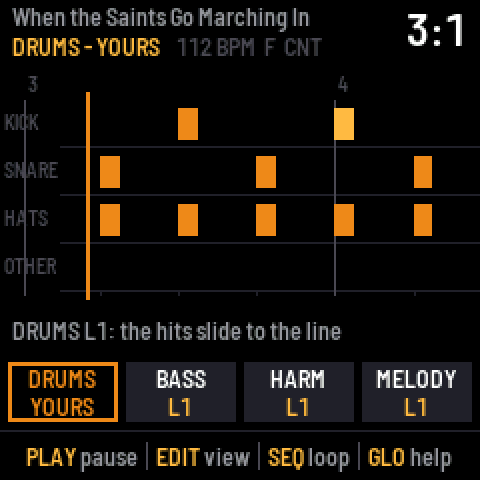 When the Saints Go Marching In
3:1
DRUMS - YOURS 112 BPM F CNT
3 4
KICK
SNARE
HATS
OTHER
DRUMS L1: the hits slide to the line
DRUMS BASS HARM MELODY
YOURS L1 L1 L1
PLAY pause EDIT view SEQ loop GLO help